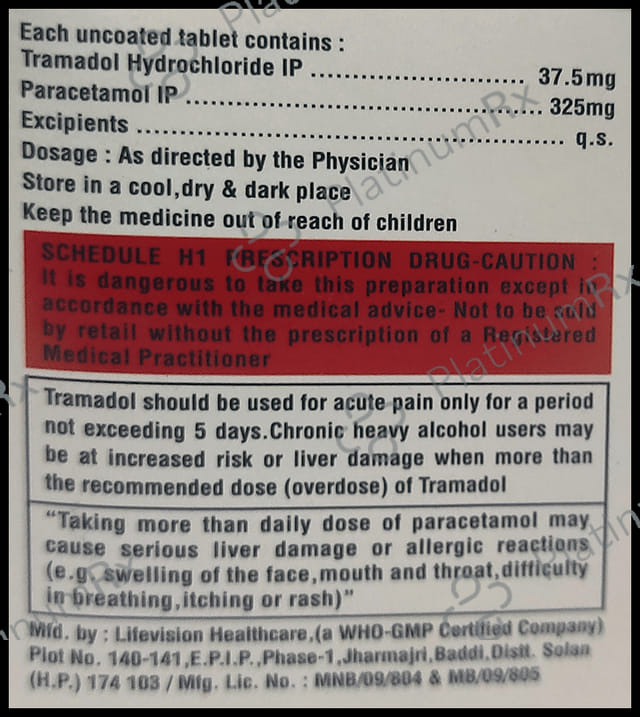 Each uncoated tablet contains :
Tramadol Hydrochloride IP ........................... 37.5mg
Paracetamol IP ............................................. 325mg
Excipients ...................................................... q.s.
Dosage : As directed by the Physician
Store in a cool,dry & dark place
Keep the medicine out of reach of children
SCHEDULE H1 PRESCRIPTION DRUG-CAUTION :
It is dangerous to take this preparation except in
accordance with the medical advice- Not to be sold
by retail without the prescription of a Registered
Medical Practitioner
Tramadol should be used for acute pain only for a period
not exceeding 5 days.Chronic heavy alcohol users may
be at increased risk or liver damage when more than
the recommended dose (overdose) of Tramadol
"Taking more than daily dose of paracetamol may
cause serious liver damage or allergic reactions
(e.g. swelling of the face,mouth and throat,difficulty
in breathing,itching or rash)"
Mfd. by : Lifevision Healthcare,(a WHO-GMP Certified Company)
Plot No. 140-141,E.P.I.P.,Phase-1,Jharmajri,Baddi,Distt. Solan
(H.P.) 174 103 / Mfg. Lic. No. : MNB/09/804 & MB/09/805
PlatinumRx
PlatinumRx
PlatinumRx